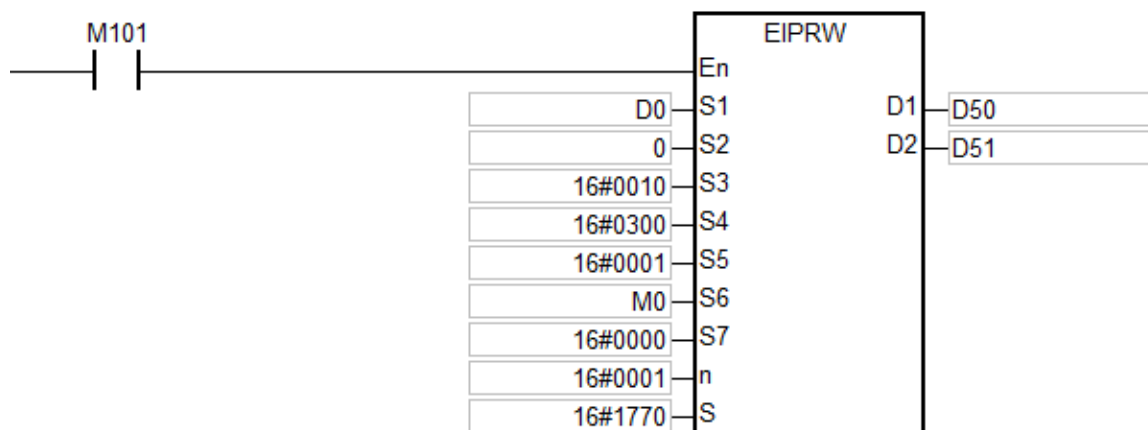 M101
EIPRW
En
D0 S1 D1 D50
0 S2 D2 D51
16#0010 S3
16#0300 S4
16#0001 S5
M0 S6
16#0000 S7
16#0001 n
16#1770 S